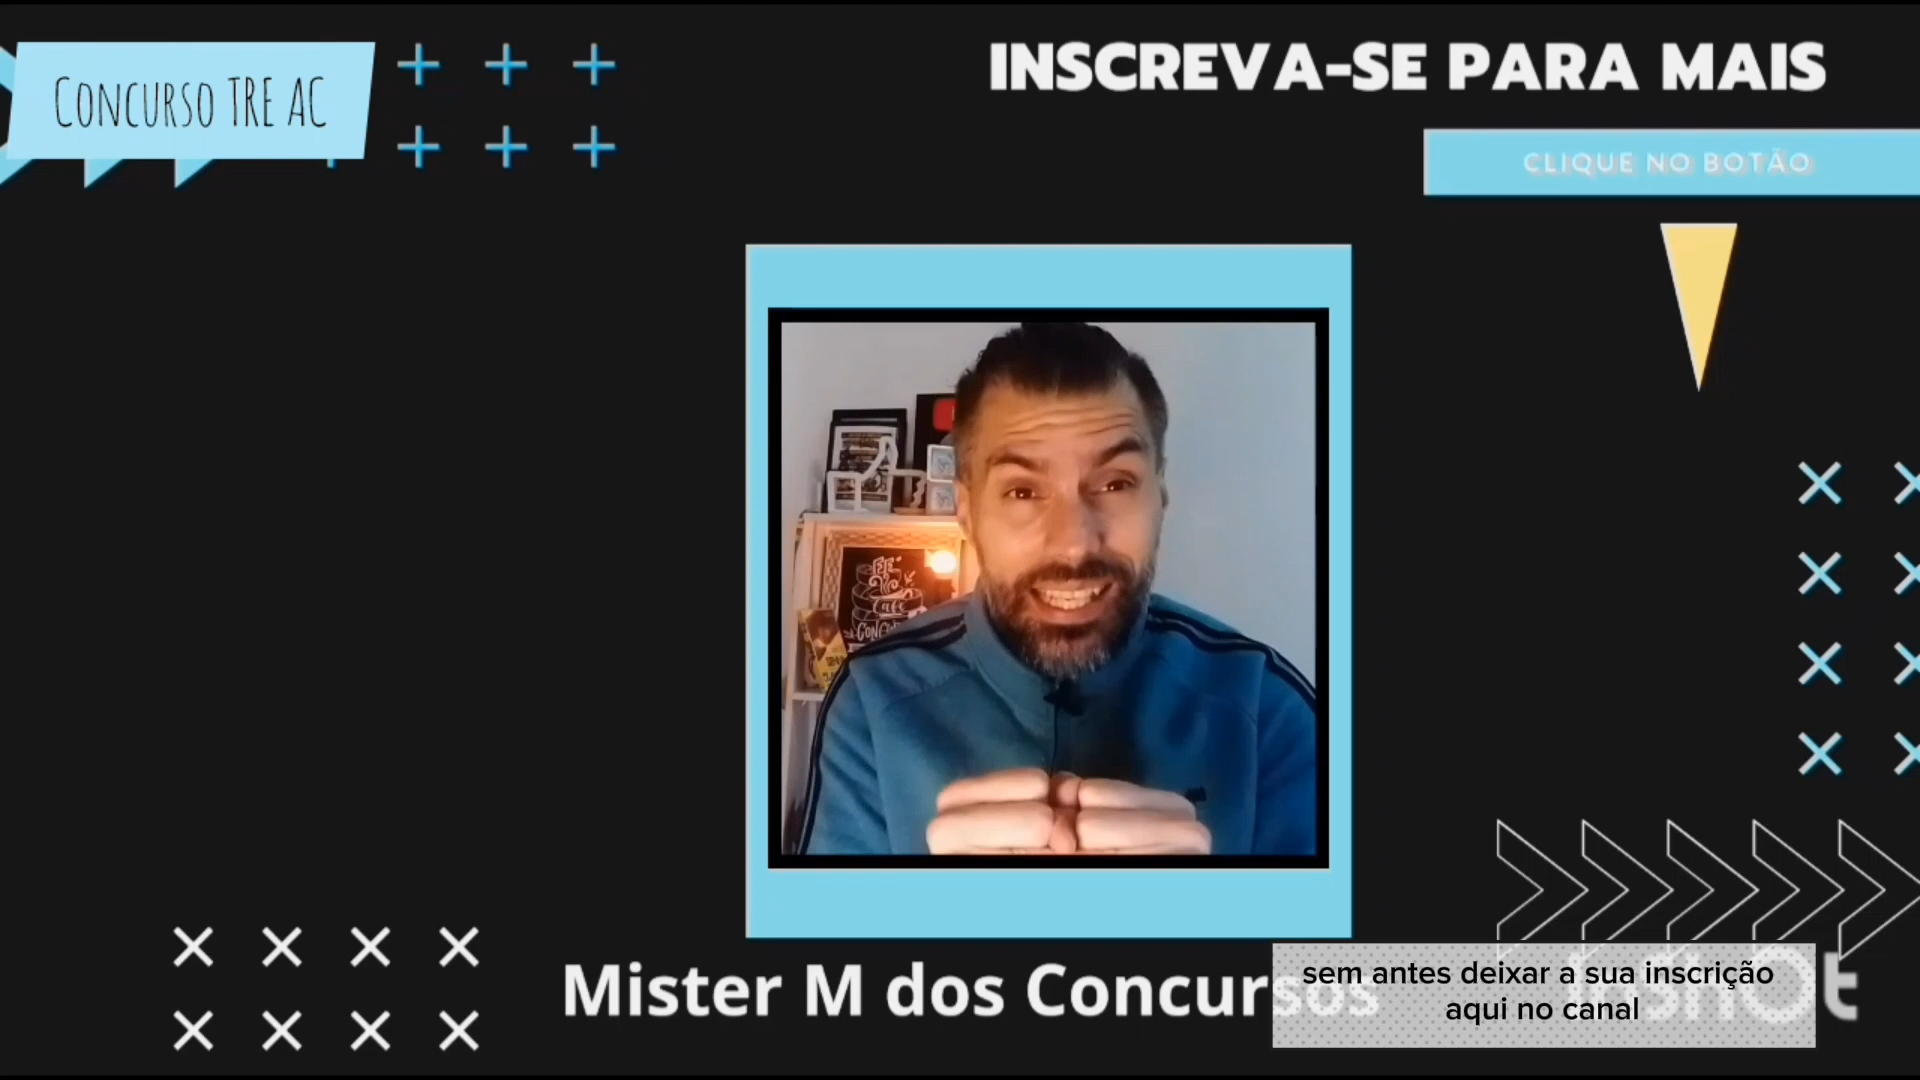 CONCURSO TRE AC
INSCREVA-SE PARA MAIS
CLIQUE NO BOTÃO
Café
Mister M dos Concursos
sem antes deixar a sua inscrição
aqui no canal